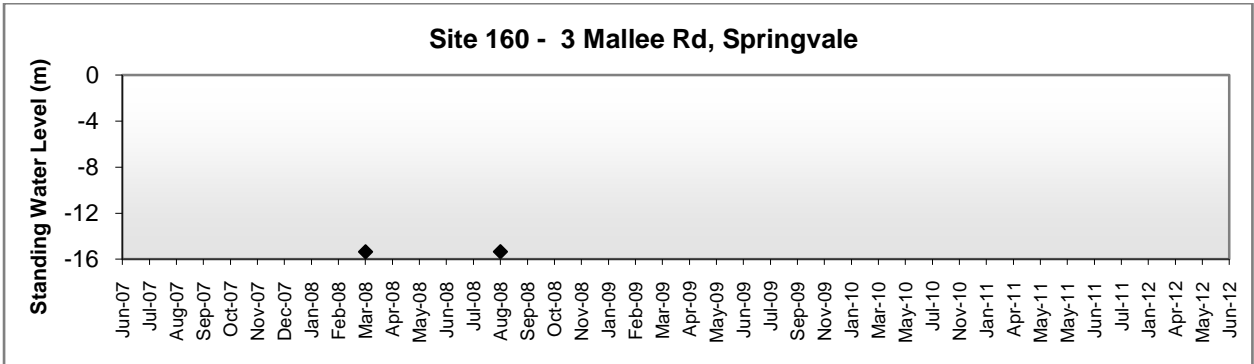 Site 160 - 3 Mallee Rd, Springvale
Standing Water Level (m)
0
-4
-8
-12
-16
Jun-07
Jul-07
Aug-07
Sep-07
Oct-07
Nov-07
Dec-07
Jan-08
Feb-08
Mar-08
Apr-08
May-08
Jun-08
Jul-08
Aug-08
Sep-08
Oct-08
Nov-08
Jan-09
Feb-09
Mar-09
Apr-09
May-09
Jun-09
Jul-09
Sep-09
Nov-09
Jan-10
Mar-10
May-10
Jul-10
Sep-10
Jan-11
Apr-11
May-11
May-11
Jun-11
Jul-11
Jan-12
Apr-12
May-12
Jun-12